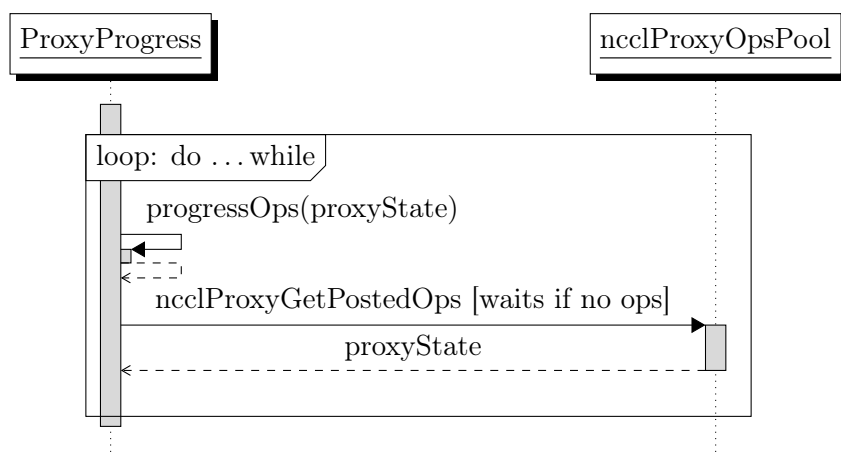 ProxyProgress
ncclProxyOpsPool
loop: do ...while
progressOps(proxyState)
ncclProxyGetPostedOps [waits if no ops]
proxyState